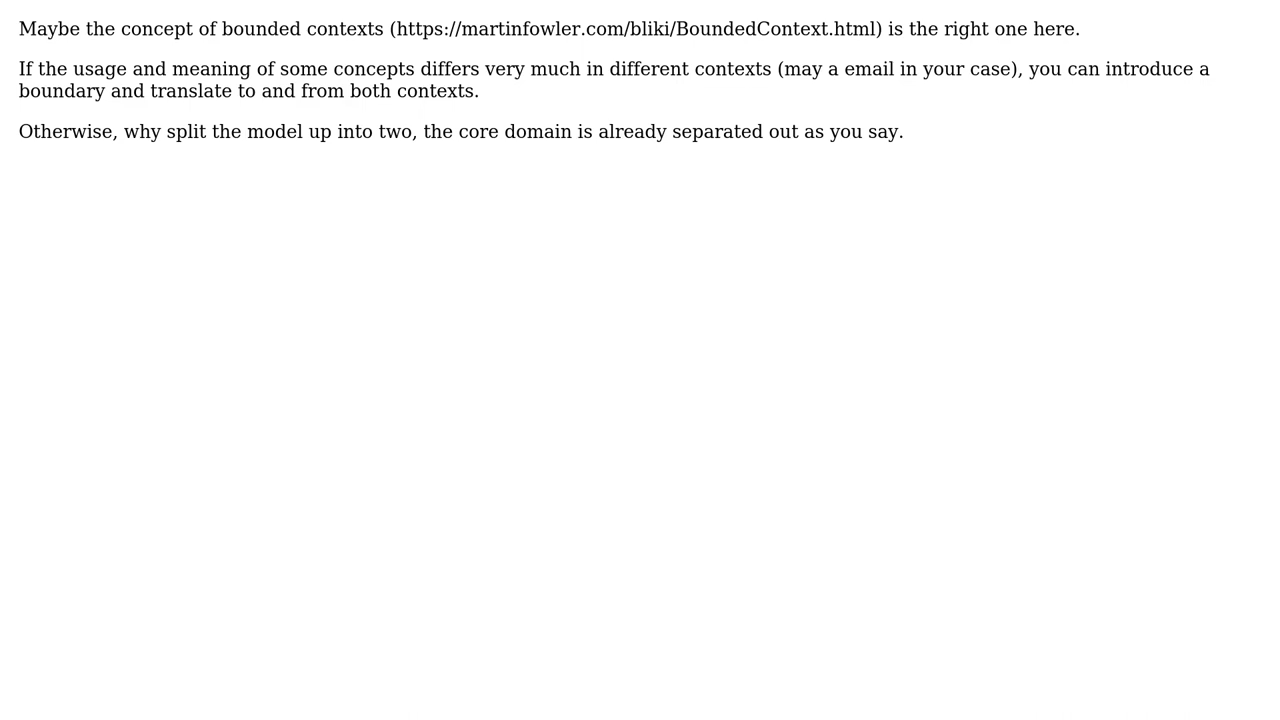 Maybe the concept of bounded contexts (https://martinfowler.com/bliki/BoundedContext.html) is the right one here.
If the usage and meaning of some concepts differs very much in different contexts (may a email in your case), you can introduce a
boundary and translate to and from both contexts.
Otherwise, why split the model up into two, the core domain is already separated out as you say.